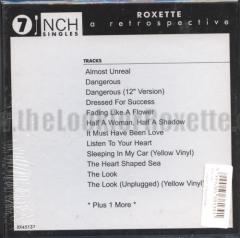 7 INCH
SINGLES
ROXETTE
a retrospective
TRACKS
Almost Unreal
Dangerous
Dangerous (12" Version)
Dressed For Success
Fading Like A Flower
Half A Woman, Half A Shadow
It Must Have Been Love
Listen To Your Heart
Sleeping In My Car (Yellow Vinyl)
The Heart Shaped Sea
The Look
The Look (Unplugged) (Yellow Vinyl)
* Plus 1 More *